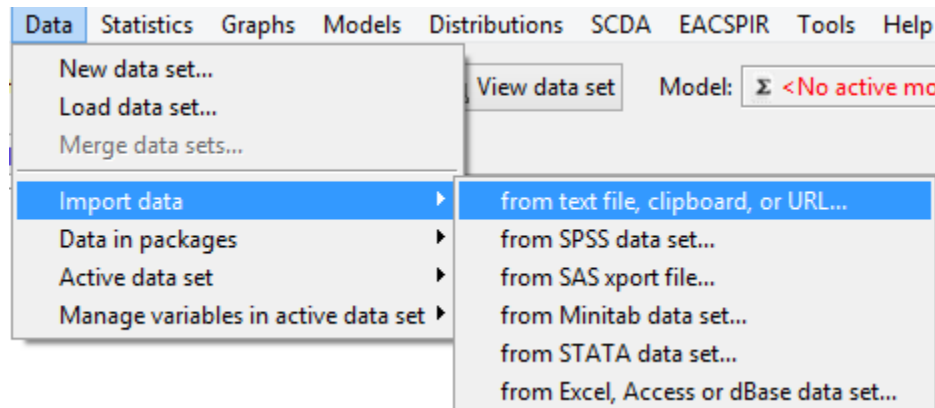 Data Statistics Graphs Models Distributions SCDA EACSPIR Tools Help
New data set...
View data set Model: Σ <No active mo
Load data set...
Merge data sets...
Import data
from text file, clipboard, or URL...
Data in packages
from SPSS data set...
Active data set
from SAS xport file...
Manage variables in active data set
from Minitab data set...
from STATA data set...
from Excel, Access or dBase data set...